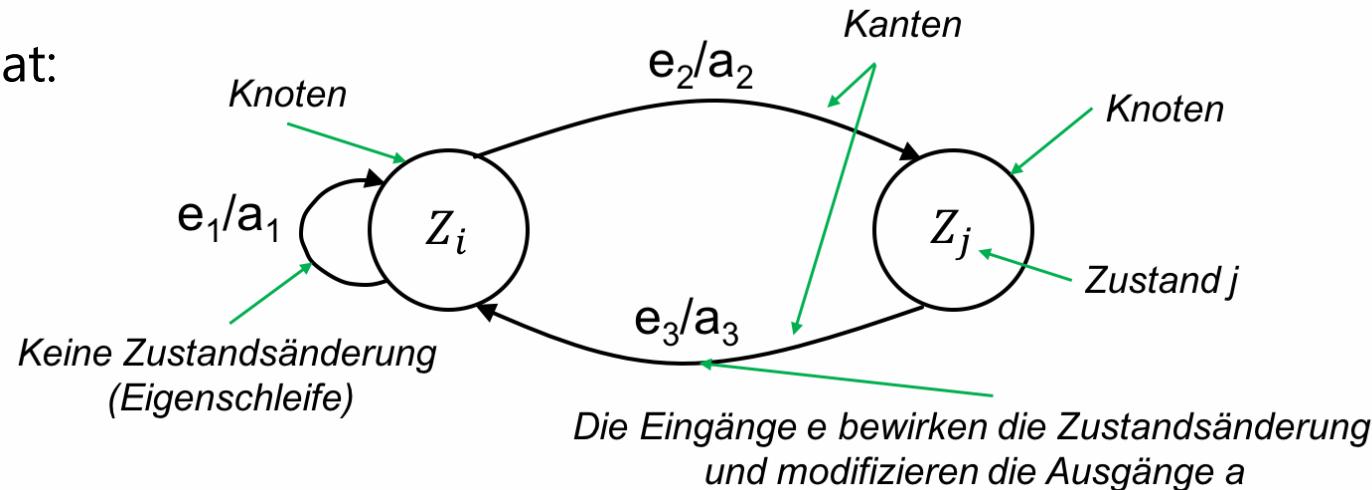 at:
Kanten
e₂/a₂
Knoten
Knoten
e₁/a₁
Zᵢ
Zⱼ
Zustand j
e₃/a₃
Keine Zustandsänderung
(Eigenschleife)
Die Eingänge e bewirken die Zustandsänderung
und modifizieren die Ausgänge a